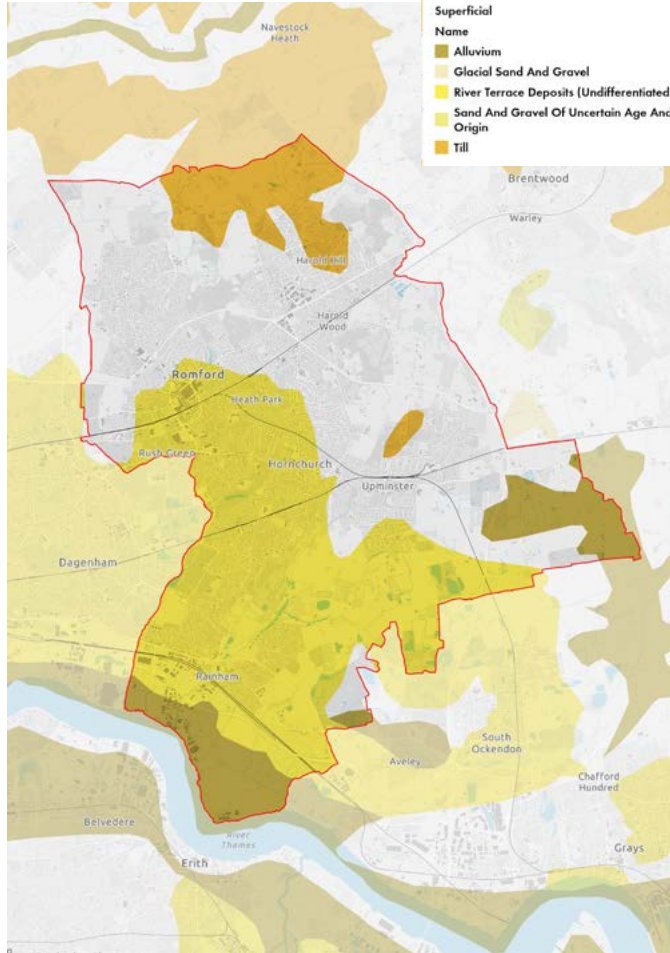 Superficial
Name
Alluvium
Glacial Sand And Gravel
River Terrace Deposits (Undifferentiated
Sand And Gravel Of Uncertain Age And
Origin
Till
Navestock
Heath
Brentwood
Warley
Harold Hill
Harold
Wood
Romford
Heath Park
Rush Green
Hornchurch
Upminster
Dagenham
Rainham
South
Ockendon
Aveley
Chafford
Hundred
Belvedere
River
Thames
Erith
Grays